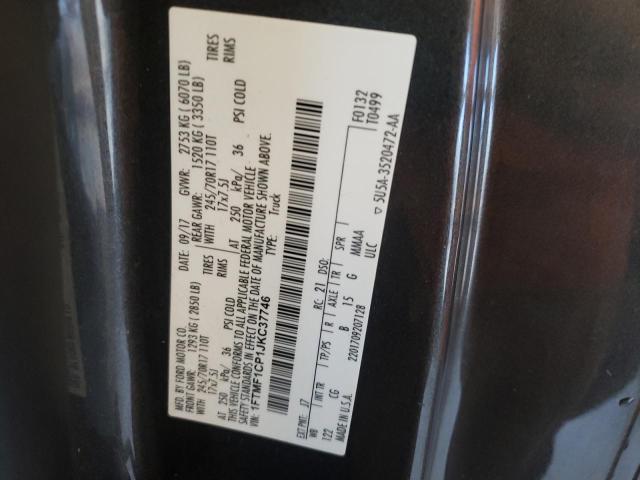 MFD. BY FORD MOTOR CO.
DATE: 09/17 GVWR: 2753 KG ( 6070 LB)
FRONT GAWR: 1293 KG ( 2850 LB) REAR GAWR: 1520 KG ( 3350 LB)
WITH 245/70R17 110T TIRES WITH 245/70R17 110T TIRES
17x7.5J RIMS 17x7.5J RIMS
AT 250 kPa/ 36 PSI COLD AT 250 kPa/ 36 PSI COLD
THIS VEHICLE CONFORMS TO ALL APPLICABLE FEDERAL MOTOR VEHICLE
SAFETY STANDARDS IN EFFECT ON THE DATE OF MANUFACTURE SHOWN ABOVE.
VIN: 1FTMF1CP1JKC37746 TYPE: Truck
F0132
T0499
EXT PNT: J7 RC: 21 DSO:
WB INT TR TP/PS R AXLE TR SPR
122 CG B 15 G MMAA
MADE IN U.S.A. 2201709207128 ULC
5U5A-3520472-AA